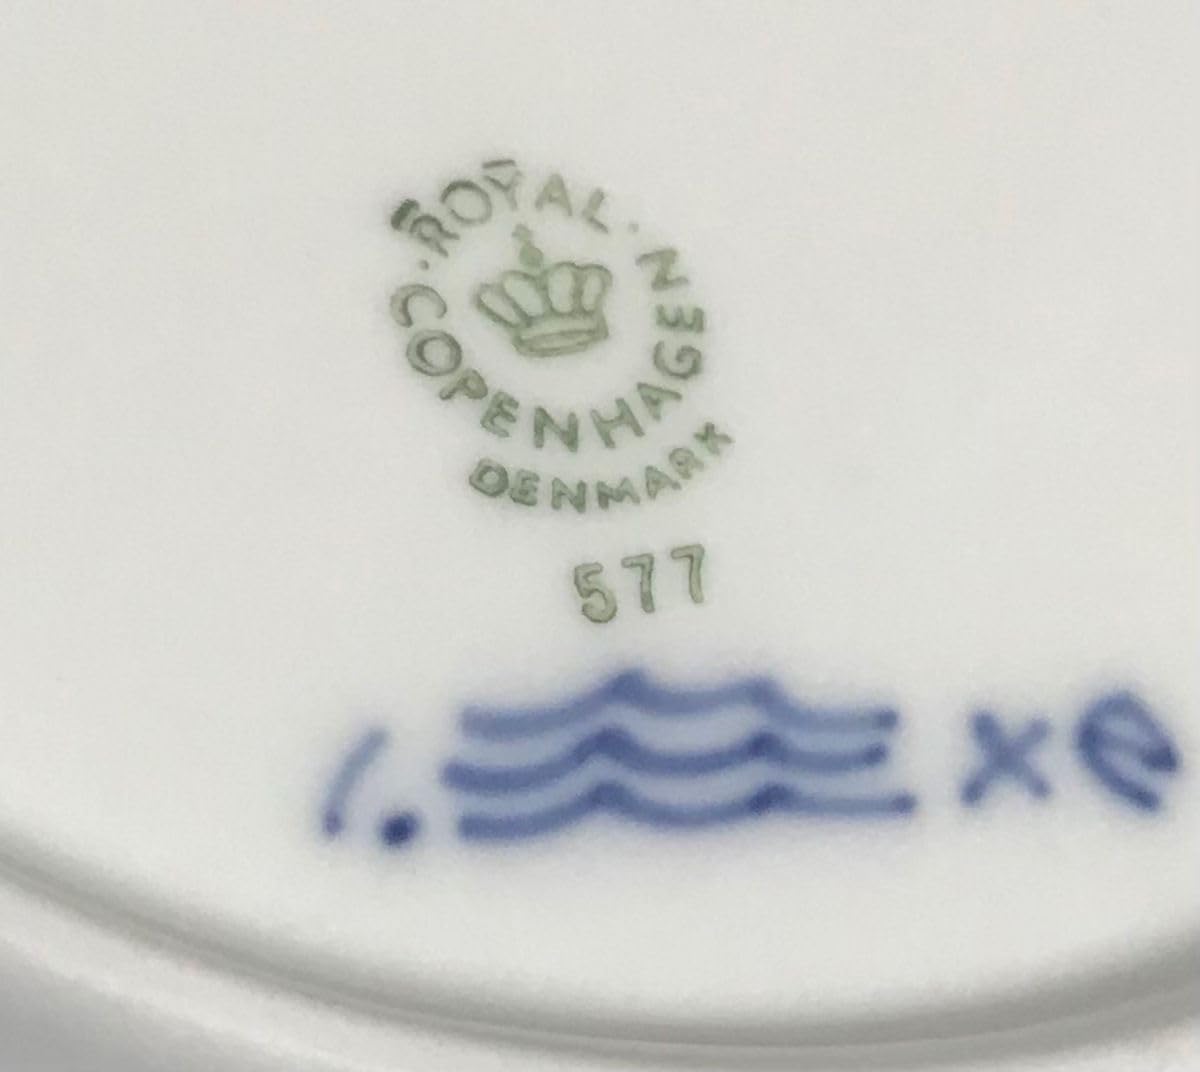 · ROYAL ·
COPENHAGEN
DENMARK
577
1. xe